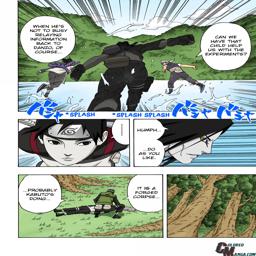 CAN WE
HAVE THAT
CHILD HELP US
WITH THE
EXPERIMENTS?
WHEN HE'S
NOT TO BUSY
RELAYING
INFORMATION
BACK TO
DANZO, OF
COURSE...
*SPLASH
*SPLASH
HUMPH...
...DO AS
YOU LIKE.
...
IT IS A
FORGED
CORPSE...
...PROBABLY
KABUTO'S
DOING...
COLORED
MANGA.COM